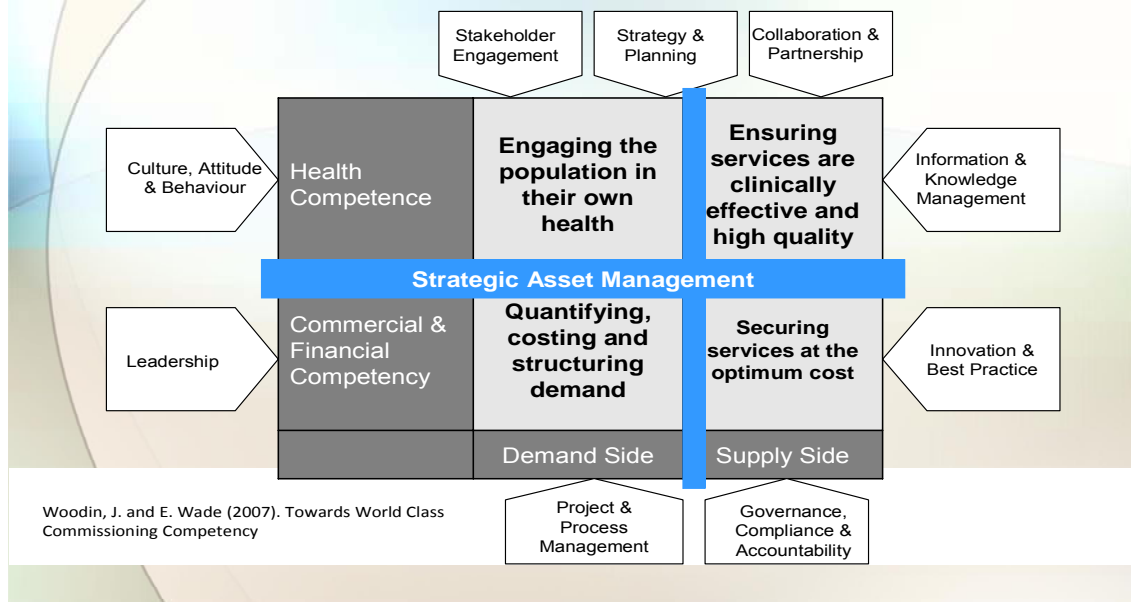 Stakeholder
Engagement
Strategy &
Planning
Collaboration &
Partnership
Culture, Attitude
& Behaviour
Health
Competence
Engaging the
population in
their own
health
Ensuring
services are
clinically
effective and
high quality
Information &
Knowledge
Management
Strategic Asset Management
Leadership
Commercial &
Financial
Competency
Quantifying,
costing and
structuring
demand
Securing
services at the
optimum cost
Innovation &
Best Practice
Demand Side
Supply Side
Project &
Process
Management
Governance,
Compliance &
Accountability
Woodin, J. and E. Wade (2007). Towards World Class
Commissioning Competency